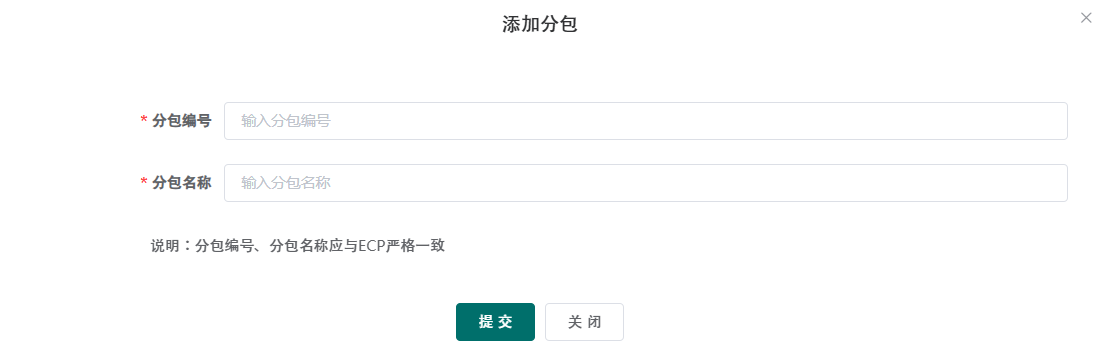 添加分包
* 分包编号 输入分包编号
* 分包名称 输入分包名称
说明：分包编号、分包名称应与ECP严格一致
提 交 关 闭